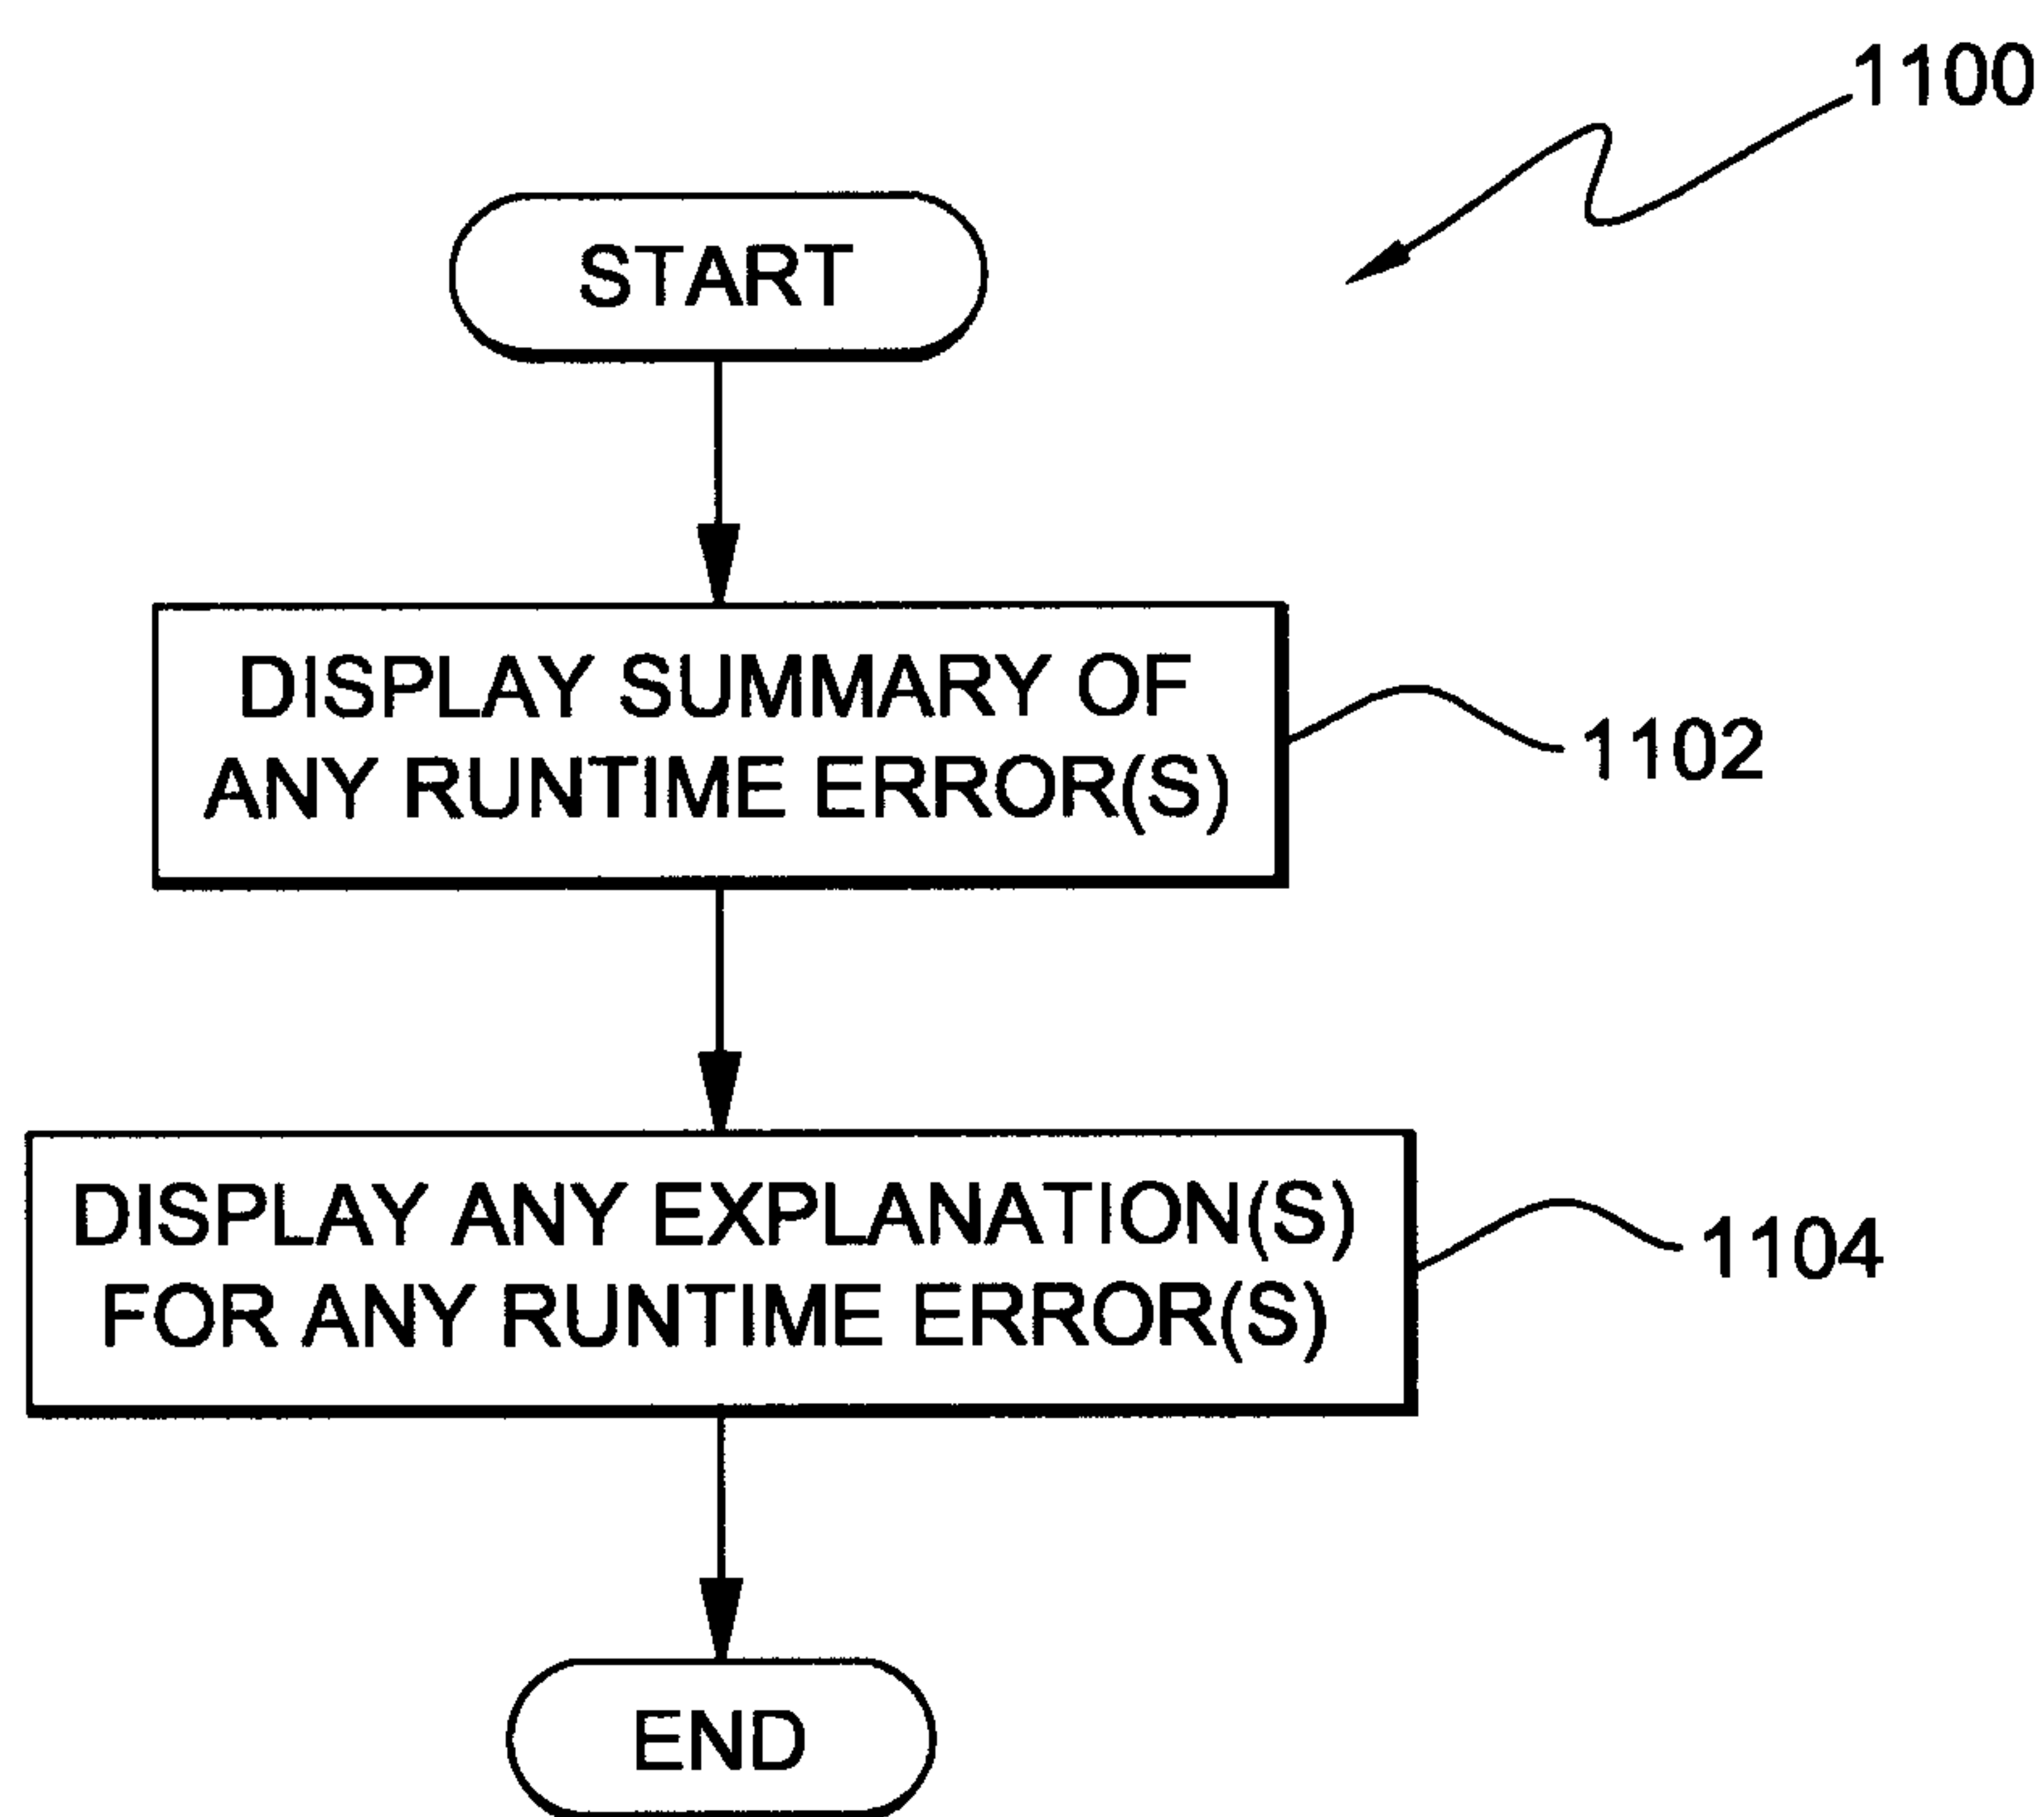 1100
START
DISPLAY SUMMARY OF
ANY RUNTIME ERROR(S)
1102
DISPLAY ANY EXPLANATION(S)
FOR ANY RUNTIME ERROR(S)
1104
END